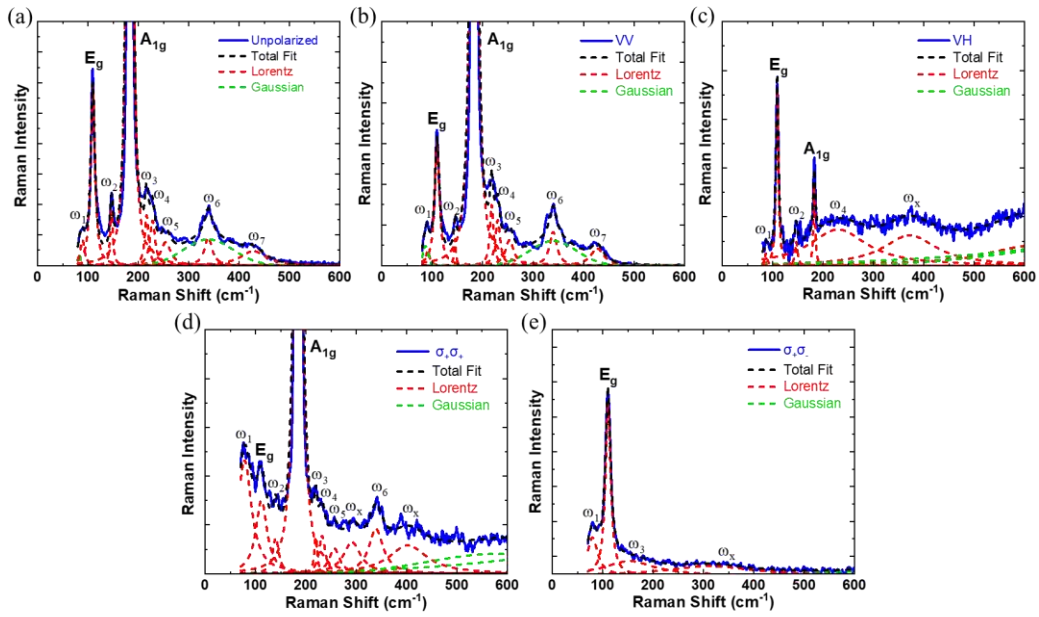 (a)
Unpolarized
Total Fit
Lorentz
Gaussian
A1g
Eg
ω1
ω2
ω3
ω4
ω5
ω6
ω7
Raman Intensity
0 100 200 300 400 500 600
Raman Shift (cm-1)
(b)
VV
Total Fit
Lorentz
Gaussian
A1g
Eg
ω1
ω2
ω3
ω4
ω5
ω6
ω7
Raman Intensity
0 100 200 300 400 500 600
Raman Shift (cm-1)
(c)
VH
Total Fit
Lorentz
Gaussian
Eg
A1g
ω1
ω2
ω4
ωx
Raman Intensity
0 100 200 300 400 500 600
Raman Shift (cm-1)
(d)
σ+σ+
Total Fit
Lorentz
Gaussian
A1g
ω1
Eg
ω2
ω3
ω4
ω5
ωx
ω6
ωx
Raman Intensity
0 100 200 300 400 500 600
Raman Shift (cm-1)
(e)
σ+σ-
Total Fit
Lorentz
Gaussian
Eg
ω1
ω3
ωx
Raman Intensity
0 100 200 300 400 500 600
Raman Shift (cm-1)